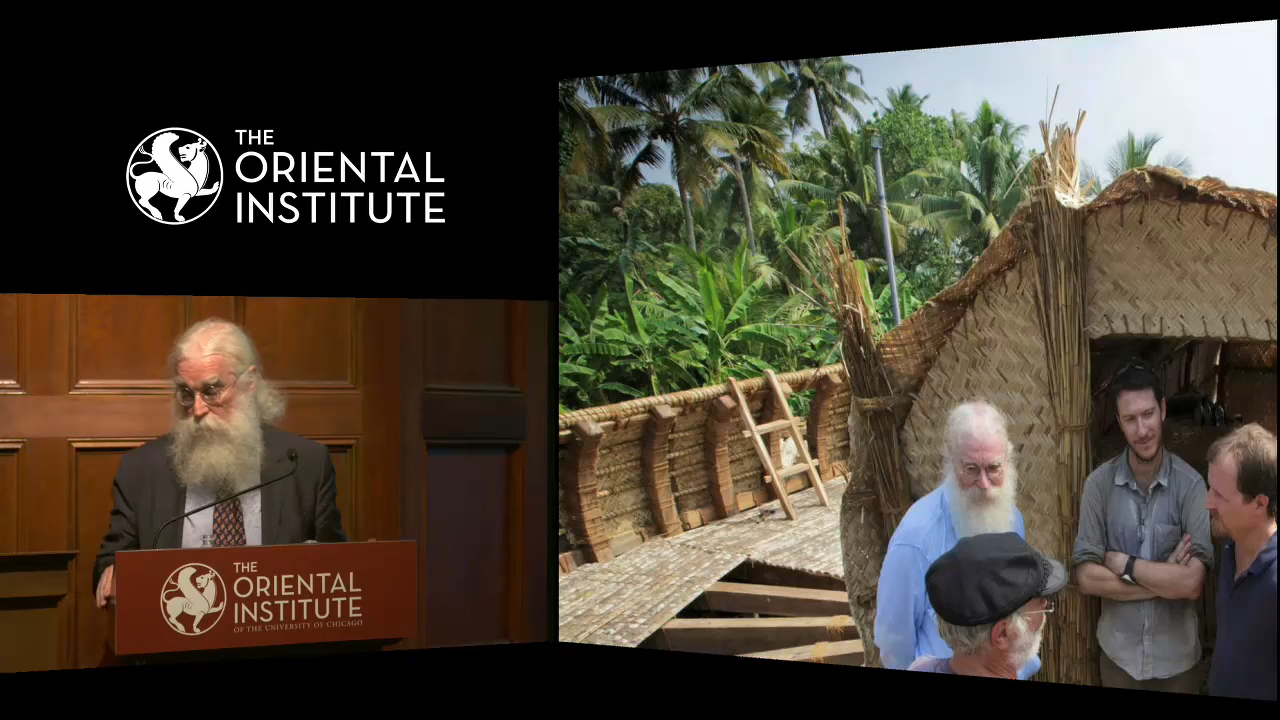 THE
ORIENTAL
INSTITUTE
THE
ORIENTAL
INSTITUTE
OF THE UNIVERSITY OF CHICAGO